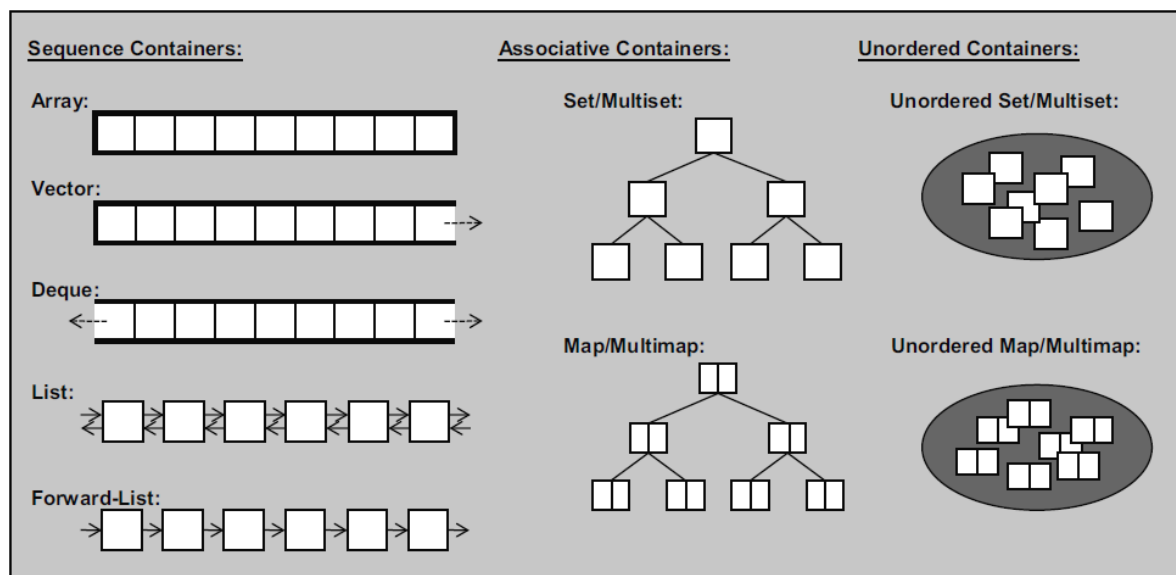 Sequence Containers:
Associative Containers:
Unordered Containers:
Array:
Set/Multiset:
Unordered Set/Multiset:
Vector:
Deque:
Map/Multimap:
Unordered Map/Multimap:
List:
Forward-List: